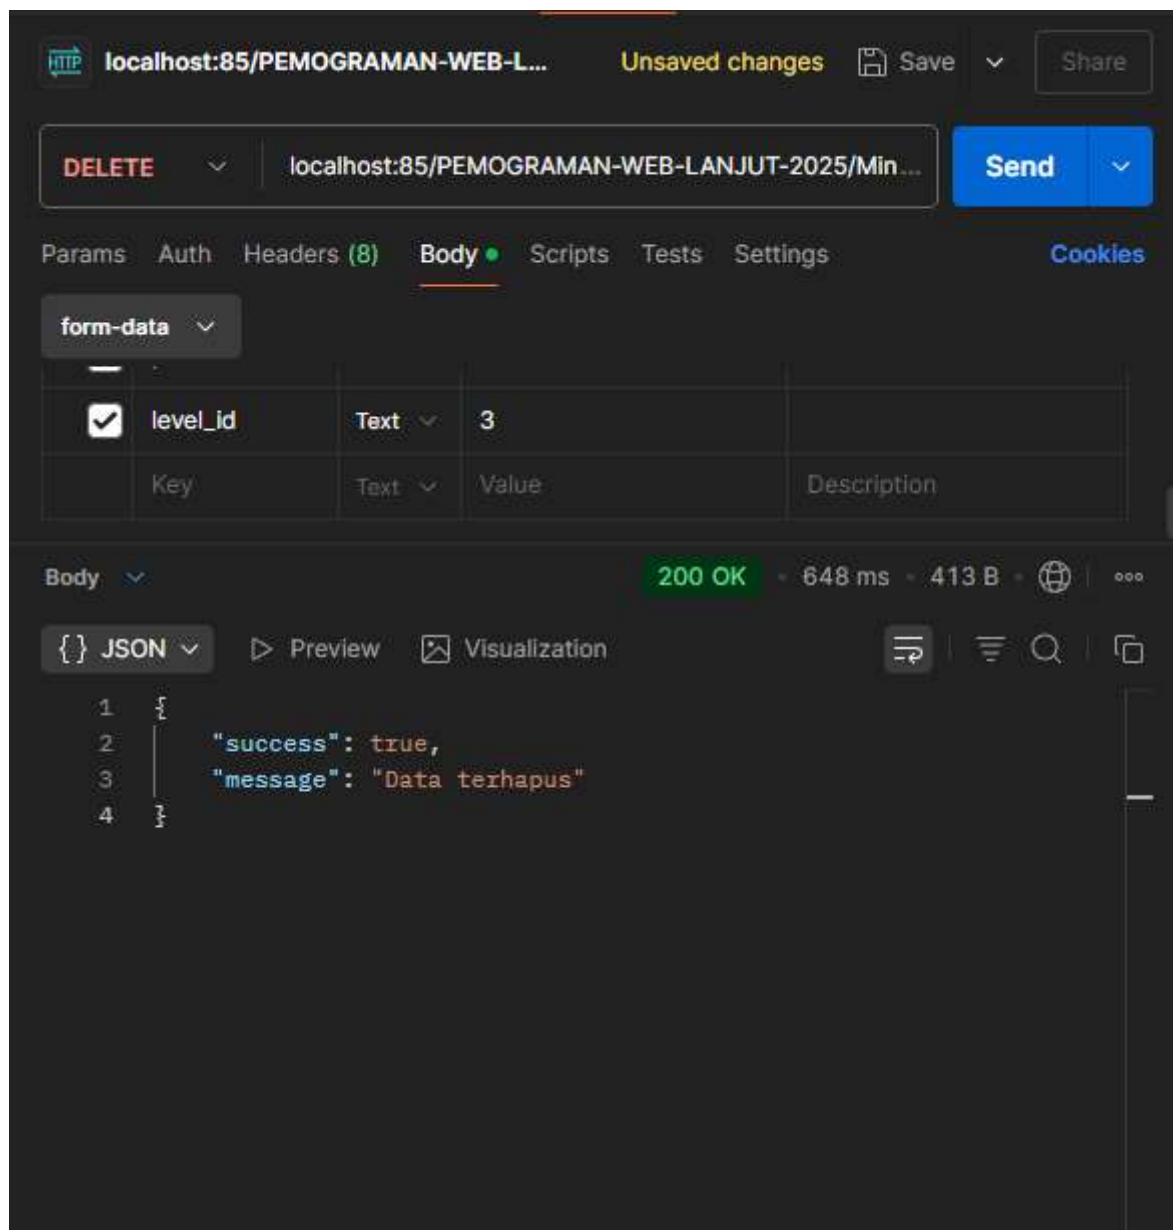 HTTP localhost:85/PEMOGRAMAN-WEB-L... Unsaved changes Save Share
DELETE localhost:85/PEMOGRAMAN-WEB-LANJUT-2025/Min... Send
Params Auth Headers (8) Body Scripts Tests Settings Cookies
form-data
level_id Text 3
Key Text Value Description
Body 200 OK 648 ms 413 B
{} JSON Preview Visualization
1 {
2 "success": true,
3 "message": "Data terhapus"
4 }